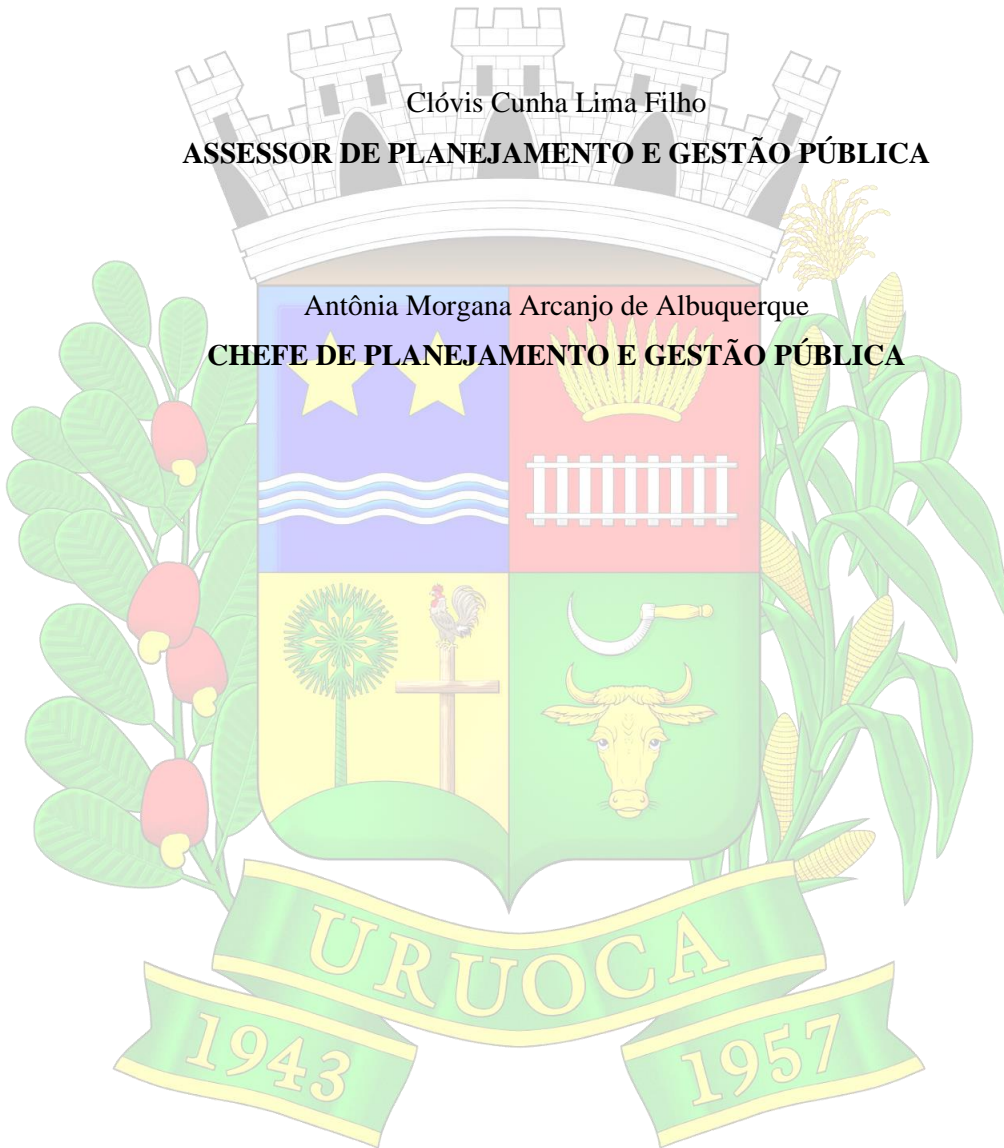 Clóvis Cunha Lima Filho
ASSESSOR DE PLANEJAMENTO E GESTÃO PÚBLICA
Antônia Morgana Arcanjo de Albuquerque
CHEFE DE PLANEJAMENTO E GESTÃO PÚBLICA
URUOCA
1943
1957